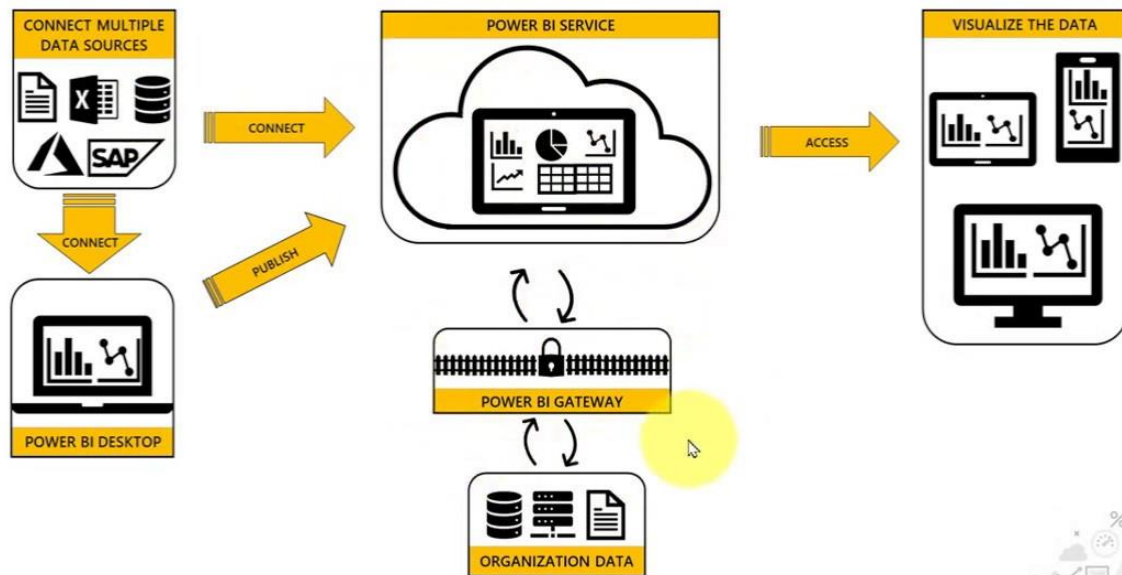 CONNECT MULTIPLE
DATA SOURCES
X
SAP
CONNECT
POWER BI DESKTOP
CONNECT
PUBLISH
POWER BI SERVICE
POWER BI GATEWAY
ORGANIZATION DATA
ACCESS
VISUALIZE THE DATA
%